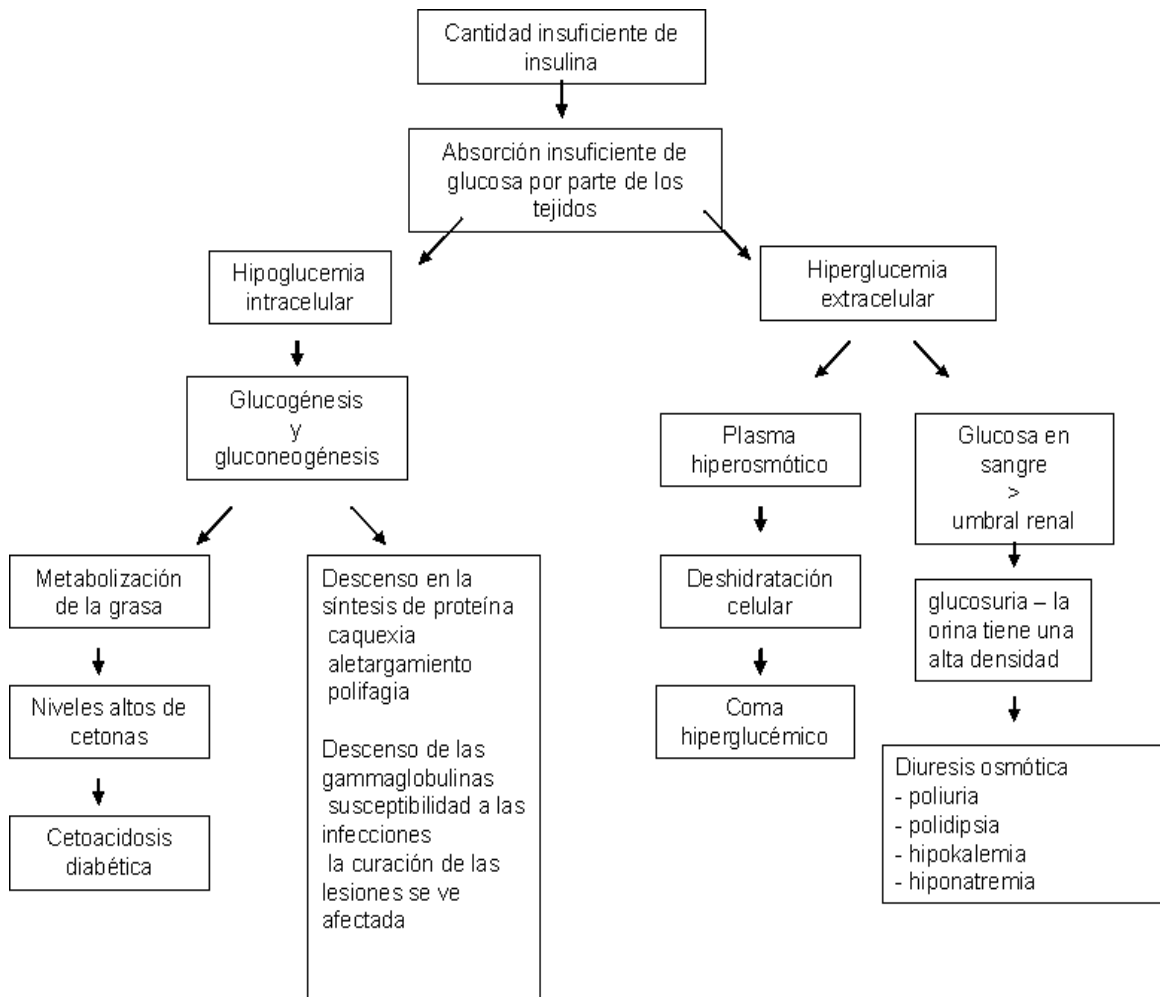 Cantidad insuficiente de
insulina
Absorción insuficiente de
glucosa por parte de los
tejidos
Hipoglucemia
intracelular
Hiperglucemia
extracelular
Glucogénesis
y
gluconeogénesis
Plasma
hiperosmótico
Glucosa en
sangre
>
umbral renal
Metabolización
de la grasa
Descenso en la
síntesis de proteína
caquexia
aletargamiento
polifagia
Descenso de las
gammaglobulinas
susceptibilidad a las
infecciones
la curación de las
lesiones se ve
afectada
Deshidratación
celular
glucosuria – la
orina tiene una
alta densidad
Niveles altos de
cetonas
Coma
hiperglucémico
Cetoacidosis
diabética
Diuresis osmótica
- poliuria
- polidipsia
- hipokalemia
- hiponatremia